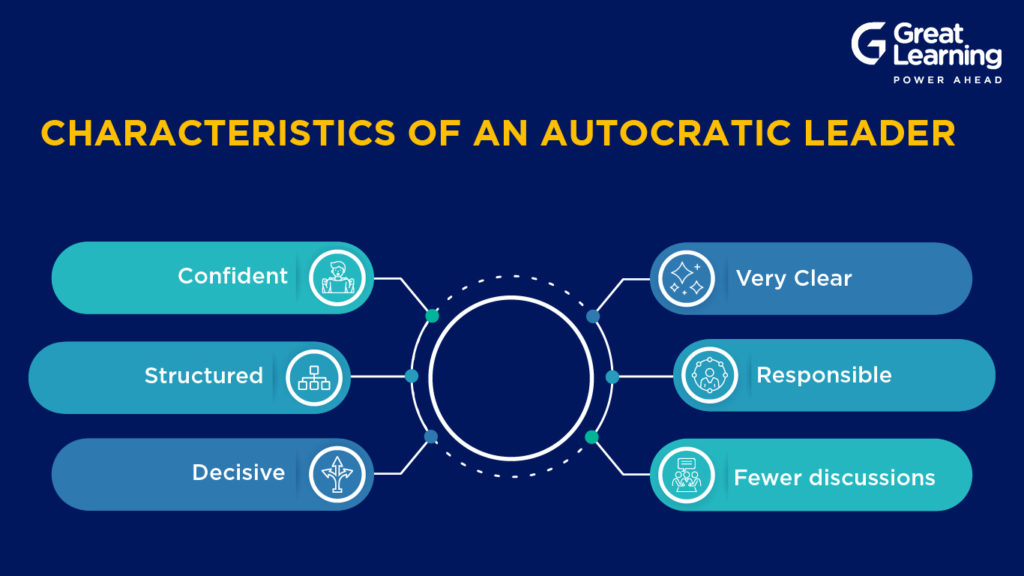 Great
Learning
POWER AHEAD
CHARACTERISTICS OF AN AUTOCRATIC LEADER
Confident
Structured
Decisive
Very Clear
Responsible
Fewer discussions